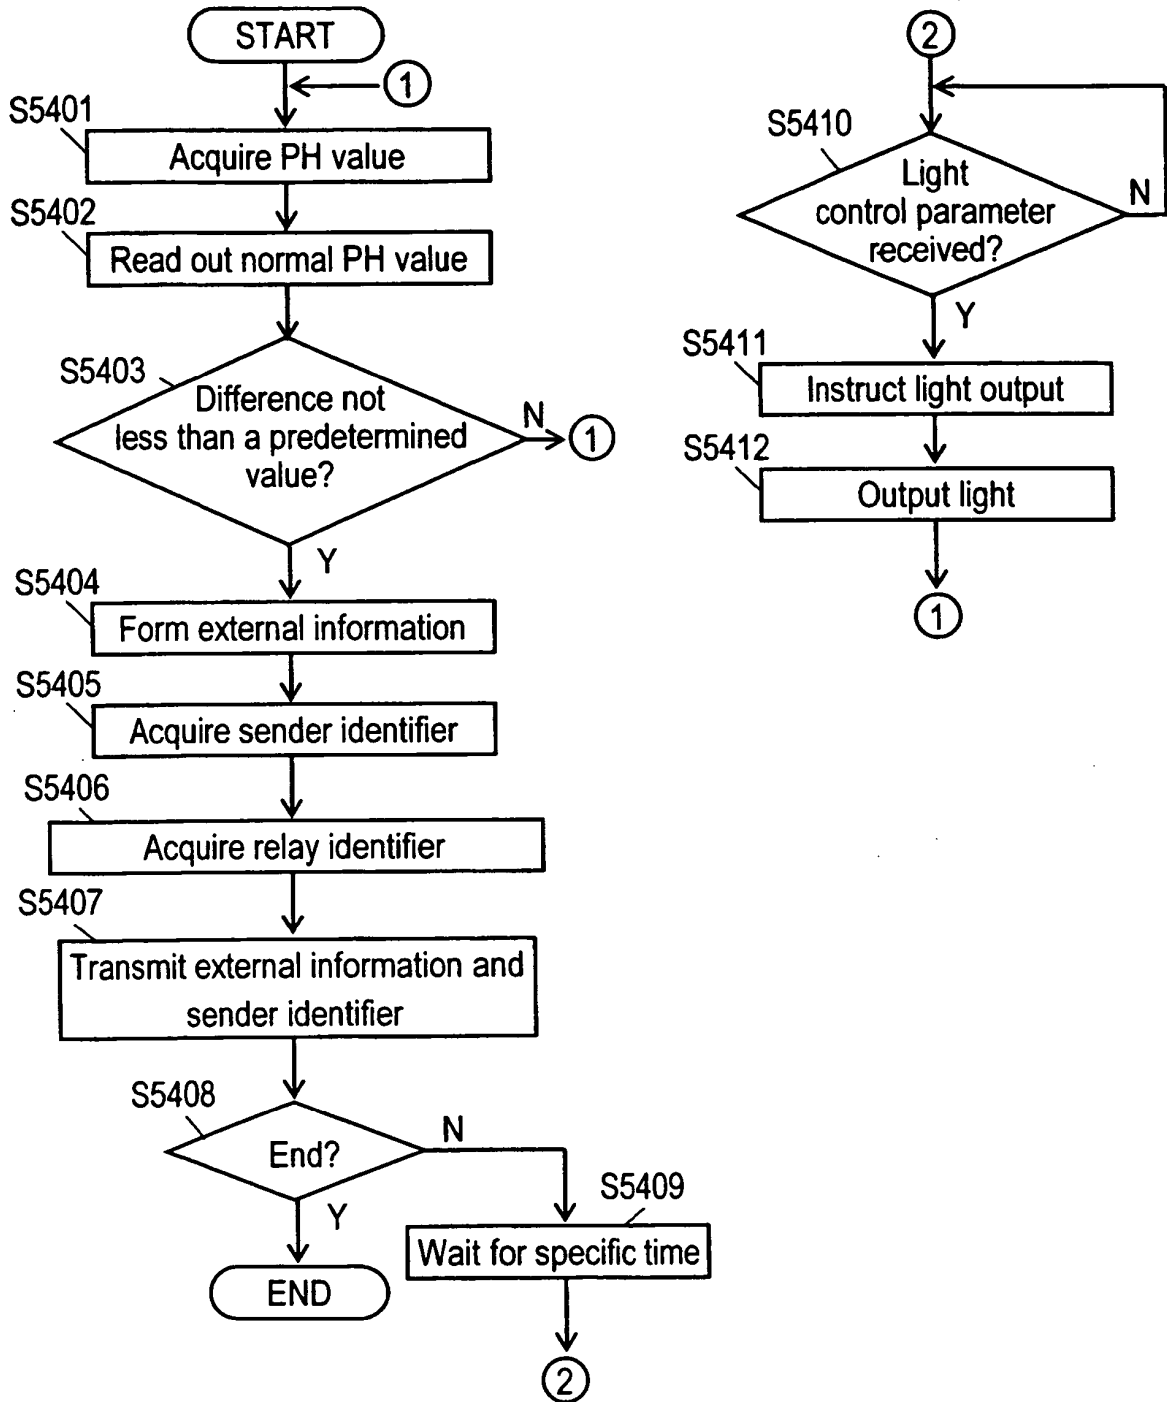 START
1
S5401
Acquire PH value
S5402
Read out normal PH value
S5403
Difference not
less than a predetermined
value?
N
1
Y
S5404
Form external information
S5405
Acquire sender identifier
S5406
Acquire relay identifier
S5407
Transmit external information and
sender identifier
S5408
End?
N
Y
END
S5409
Wait for specific time
2
2
S5410
Light
control parameter
received?
N
Y
S5411
Instruct light output
S5412
Output light
1